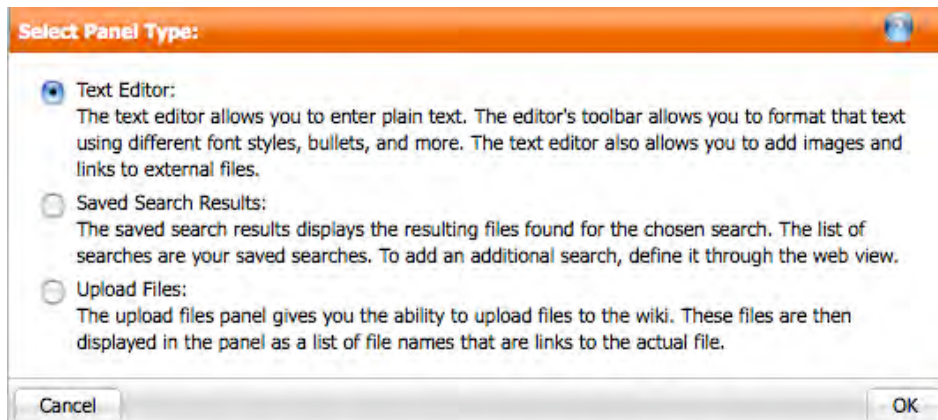 Select Panel Type:
Text Editor:
The text editor allows you to enter plain text. The editor's toolbar allows you to format that text
using different font styles, bullets, and more. The text editor also allows you to add images and
links to external files.
Saved Search Results:
The saved search results displays the resulting files found for the chosen search. The list of
searches are your saved searches. To add an additional search, define it through the web view.
Upload Files:
The upload files panel gives you the ability to upload files to the wiki. These files are then
displayed in the panel as a list of file names that are links to the actual file.
Cancel OK